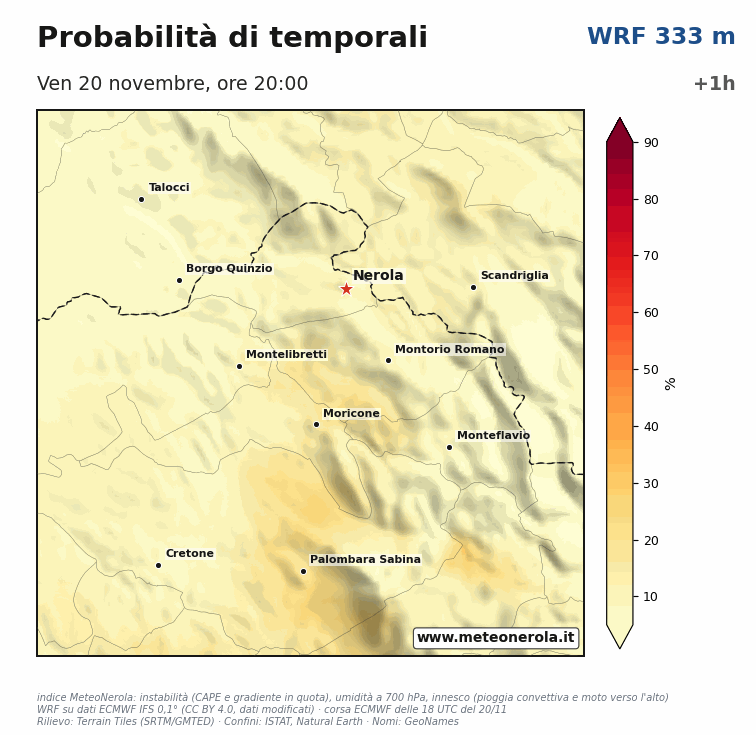 Probabilità di temporali
WRF 333 m
Ven 20 novembre, ore 20:00
+1h
Talocci
Borgo Quinzio
Nerola
Scandriglia
Montelibretti
Montorio Romano
Moricone
Monteflavio
Cretone
Palombara Sabina
www.meteonerola.it
90
80
70
60
50
40
30
20
10
%
indice MeteoNerola: instabilità (CAPE e gradiente in quota), umidità a 700 hPa, innesco (pioggia convettiva e moto verso l'alto)
WRF su dati ECMWF IFS 0,1° (CC BY 4.0, dati modificati) · corsa ECMWF delle 18 UTC del 20/11
Rilievo: Terrain Tiles (SRTM/GMTED) · Confini: ISTAT, Natural Earth · Nomi: GeoNames